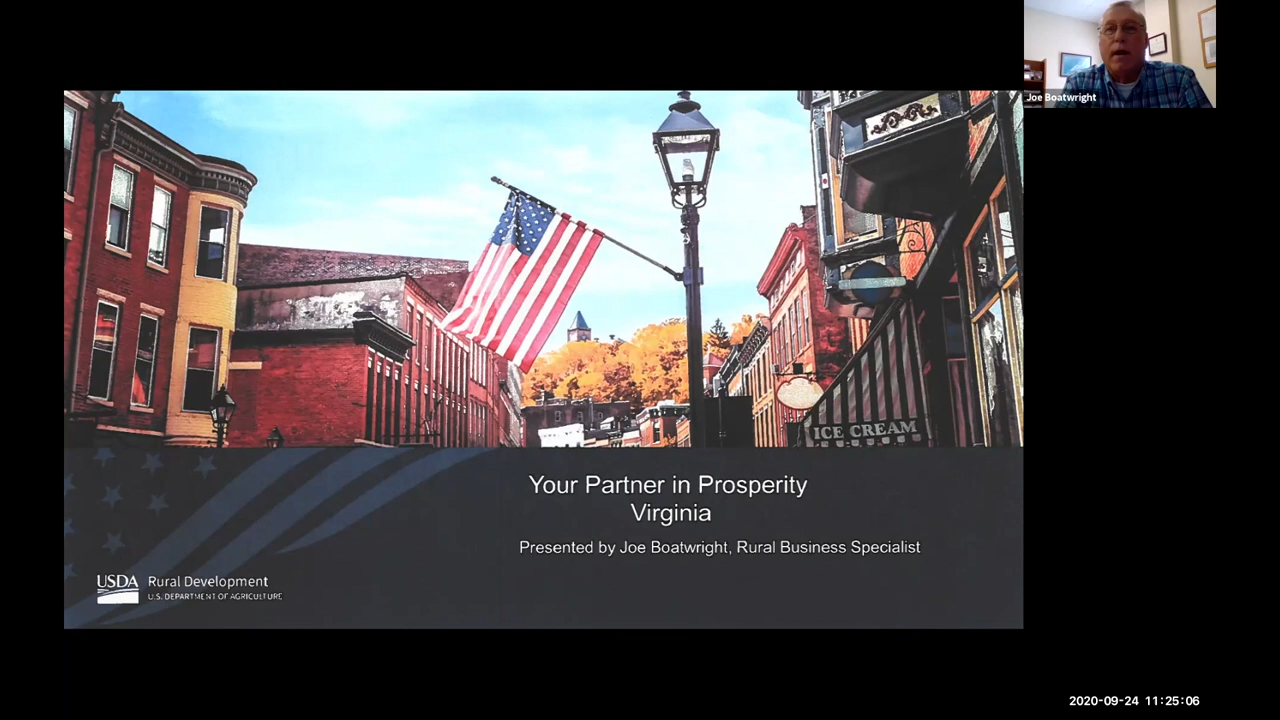 Joe Boatwright
ICE CREAM
Your Partner in Prosperity
Virginia
Presented by Joe Boatwright, Rural Business Specialist
USDA Rural Development
U.S. DEPARTMENT OF AGRICULTURE
2020-09-24 11:25:06